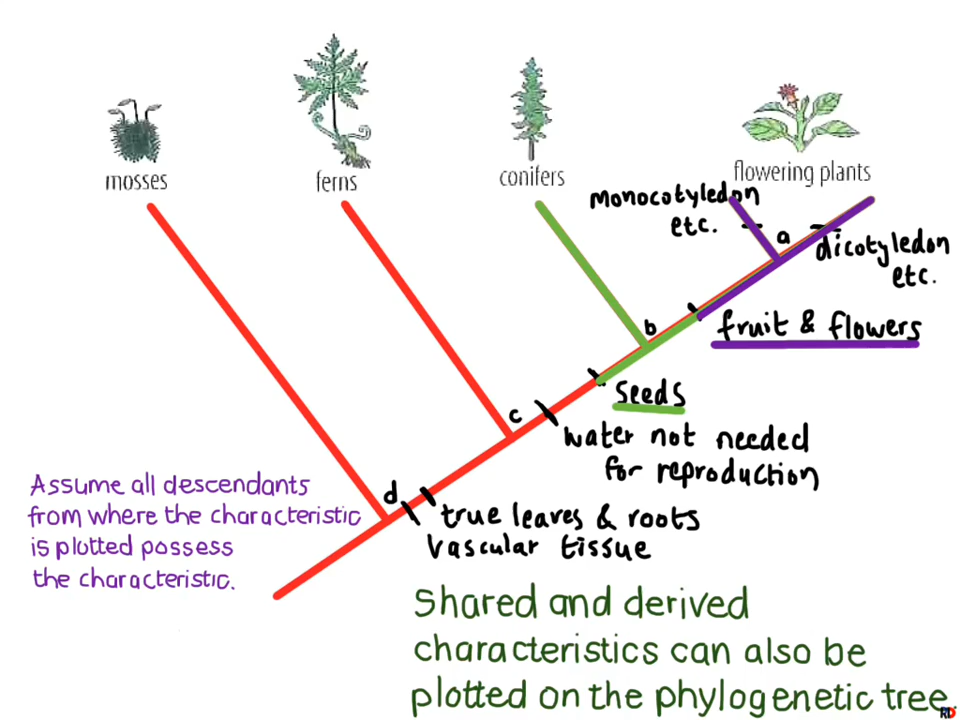 mosses
ferns
conifers
flowering plants
monocotyledon
etc.
a
dicotyledon
etc.
b
fruit & flowers
seeds
c
water not needed
for reproduction
Assume all descendants
from where the characteristic
is plotted possess
the characteristic.
d
true leaves & roots
vascular tissue
Shared and derived
characteristics can also be
plotted on the phylogenetic tree.
RD